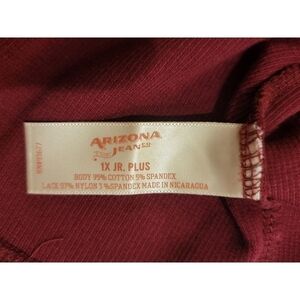 ARIZONA
JEAN Co
1X JR. PLUS
BODY 95% COTTON 5% SPANDEX
LACE 97% NYLON 3% SPANDEX MADE IN NICARAGUA